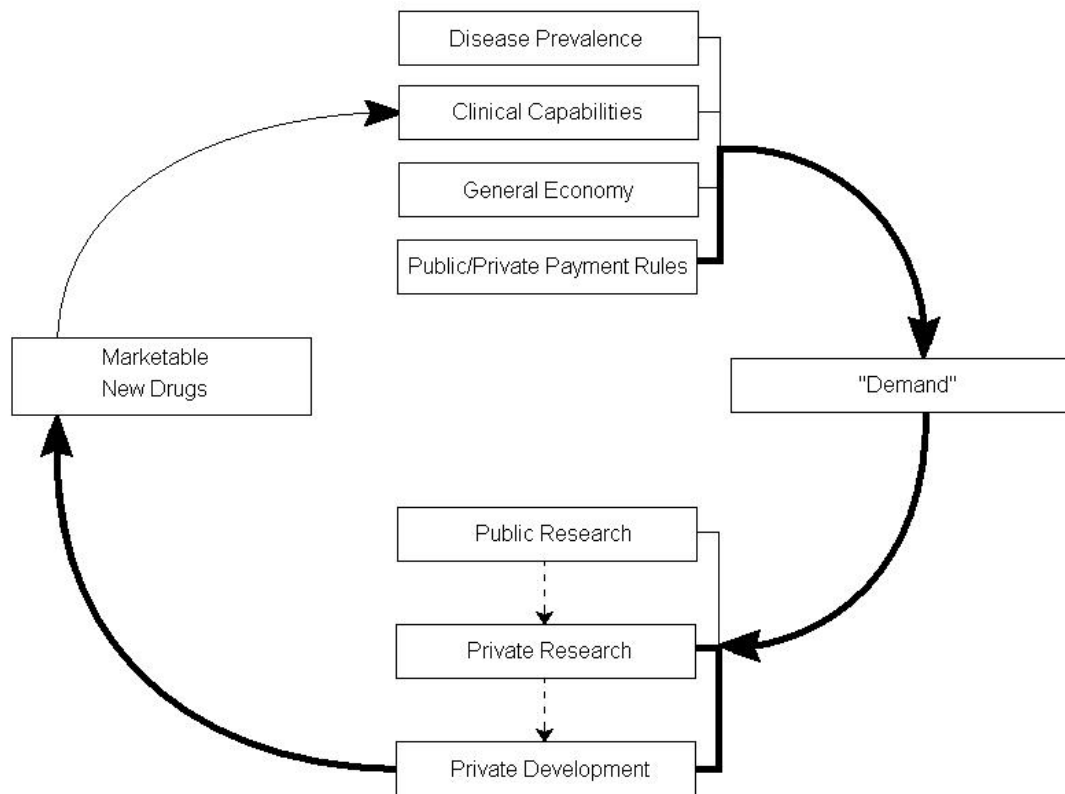 Disease Prevalence
Clinical Capabilities
General Economy
Public/Private Payment Rules
Marketable
New Drugs
"Demand"
Public Research
Private Research
Private Development